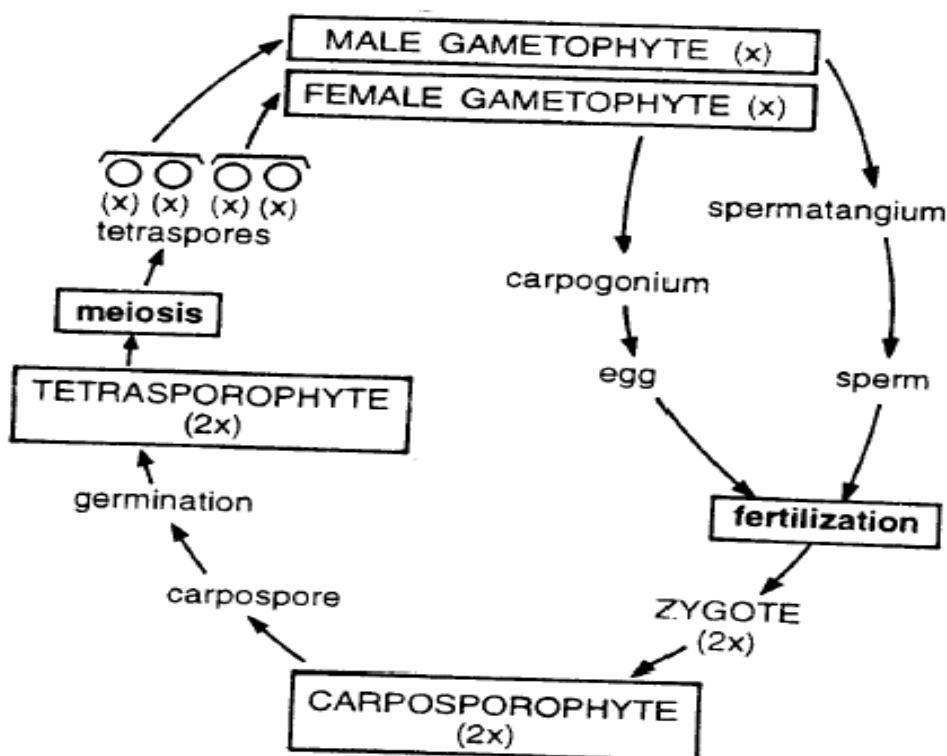 MALE GAMETOPHYTE (x)
FEMALE GAMETOPHYTE (x)
(x) (x) (x) (x)
tetraspores
spermatangium
carpogonium
meiosis
egg
sperm
TETRASPOROPHYTE
(2x)
germination
fertilization
carpospore
ZYGOTE
(2x)
CARPOSPOROPHYTE
(2x)